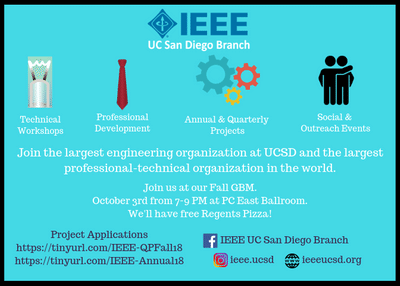 IEEE
UC San Diego Branch
Technical
Workshops
Professional
Development
Annual & Quarterly
Projects
Social &
Outreach Events
Join the largest engineering organization at UCSD and the largest
professional-technical organization in the world.
Join us at our Fall GBM.
October 3rd from 7-9 PM at PC East Ballroom.
We'll have free Regents Pizza!
Project Applications
https://tinyurl.com/IEEE-QPFall18
https://tinyurl.com/IEEE-Annual18
IEEE UC San Diego Branch
ieee.ucsd
ieeeucsd.org